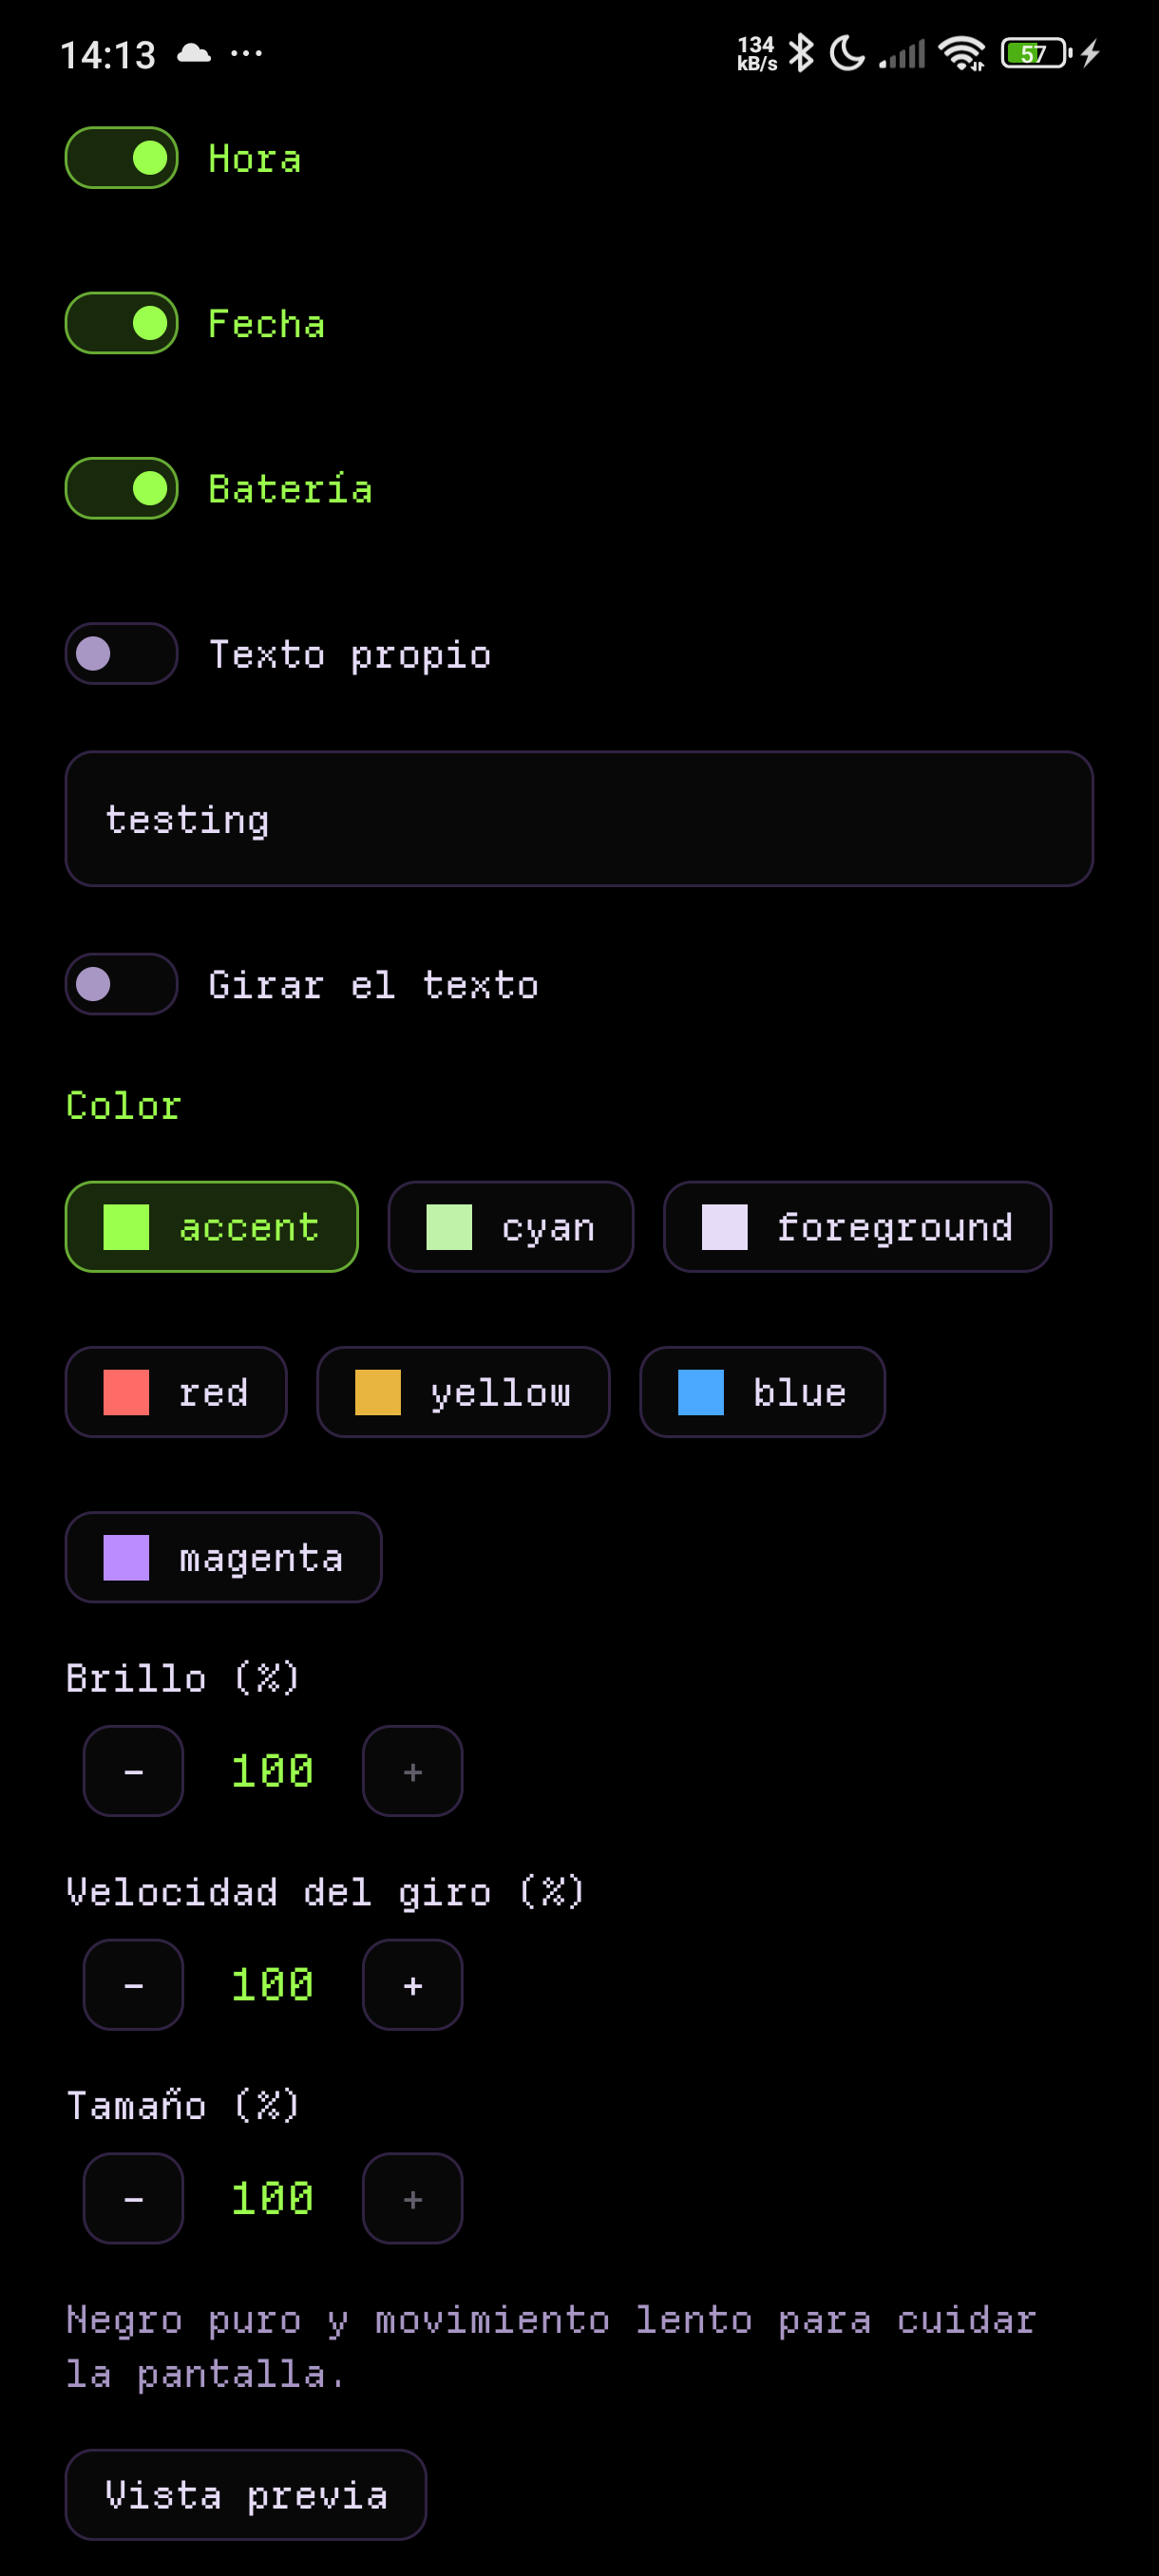 14:13 ...
134 kB/s 57
Hora
Fecha
Batería
Texto propio
testing
Girar el texto
Color
accent cyan foreground
red yellow blue
magenta
Brillo (%)
- 100 +
Velocidad del giro (%)
- 100 +
Tamaño (%)
- 100 +
Negro puro y movimiento lento para cuidar
la pantalla.
Vista previa